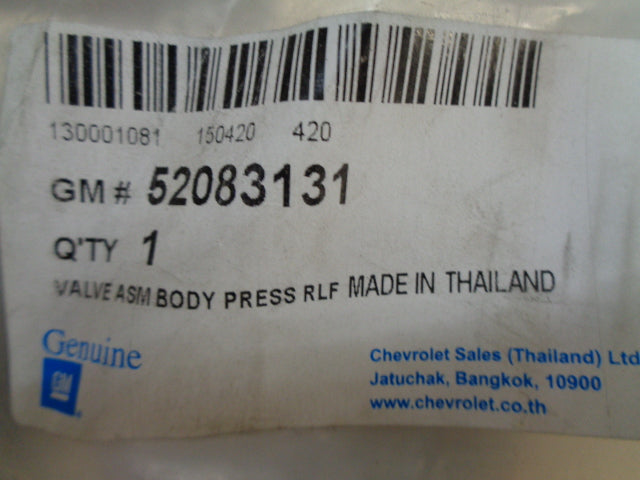 130001081 150420 420
GM # 52083131
Q'TY 1
VALVE ASM BODY PRESS RLF MADE IN THAILAND
Genuine
GM
Chevrolet Sales (Thailand) Ltd
Jatuchak, Bangkok, 10900
www.chevrolet.co.th